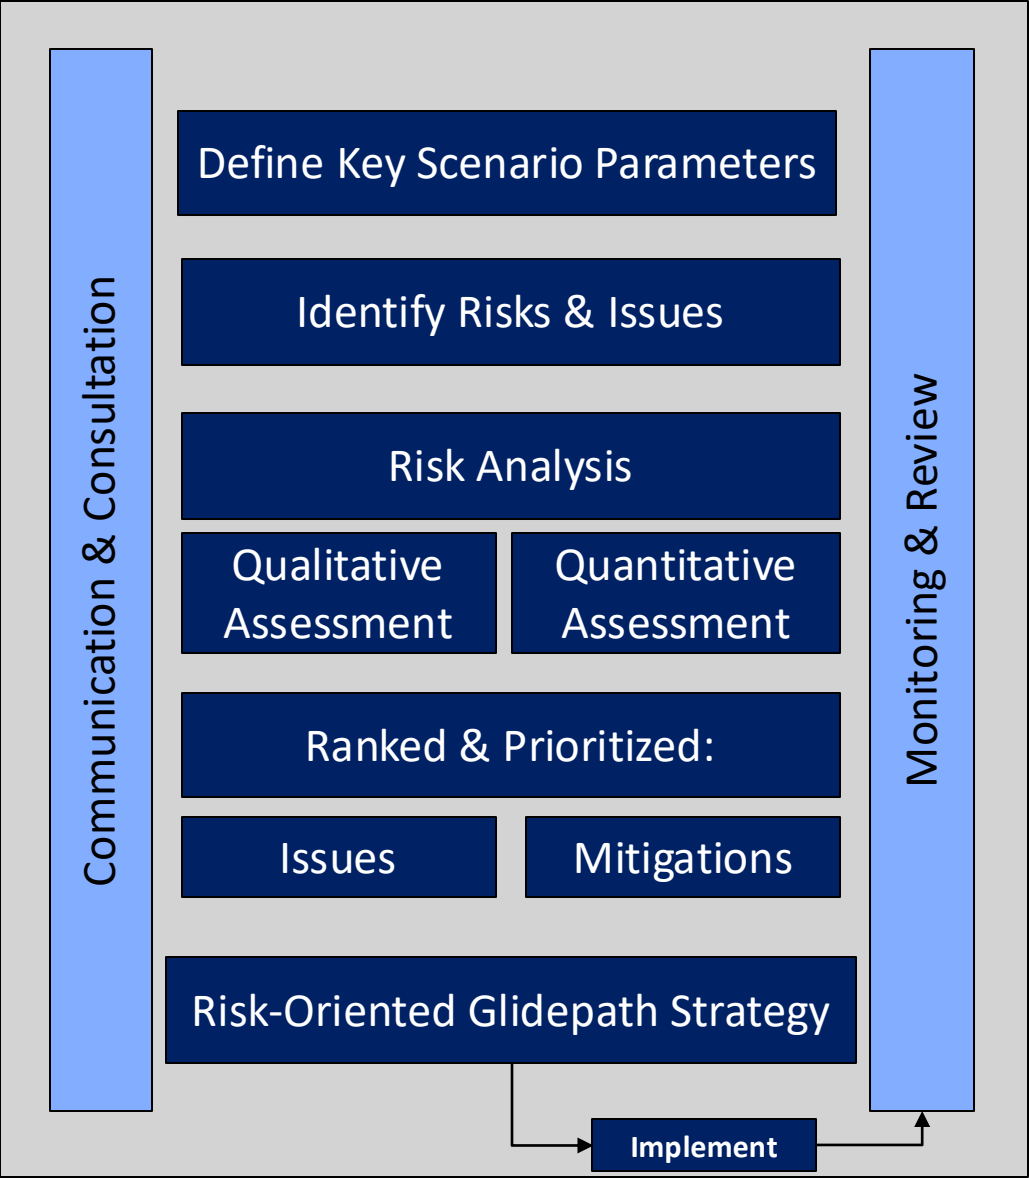 Communication & Consultation
Define Key Scenario Parameters
Identify Risks & Issues
Risk Analysis
Qualitative
Assessment
Quantitative
Assessment
Ranked & Prioritized:
Issues
Mitigations
Risk-Oriented Glidepath Strategy
Implement
Monitoring & Review